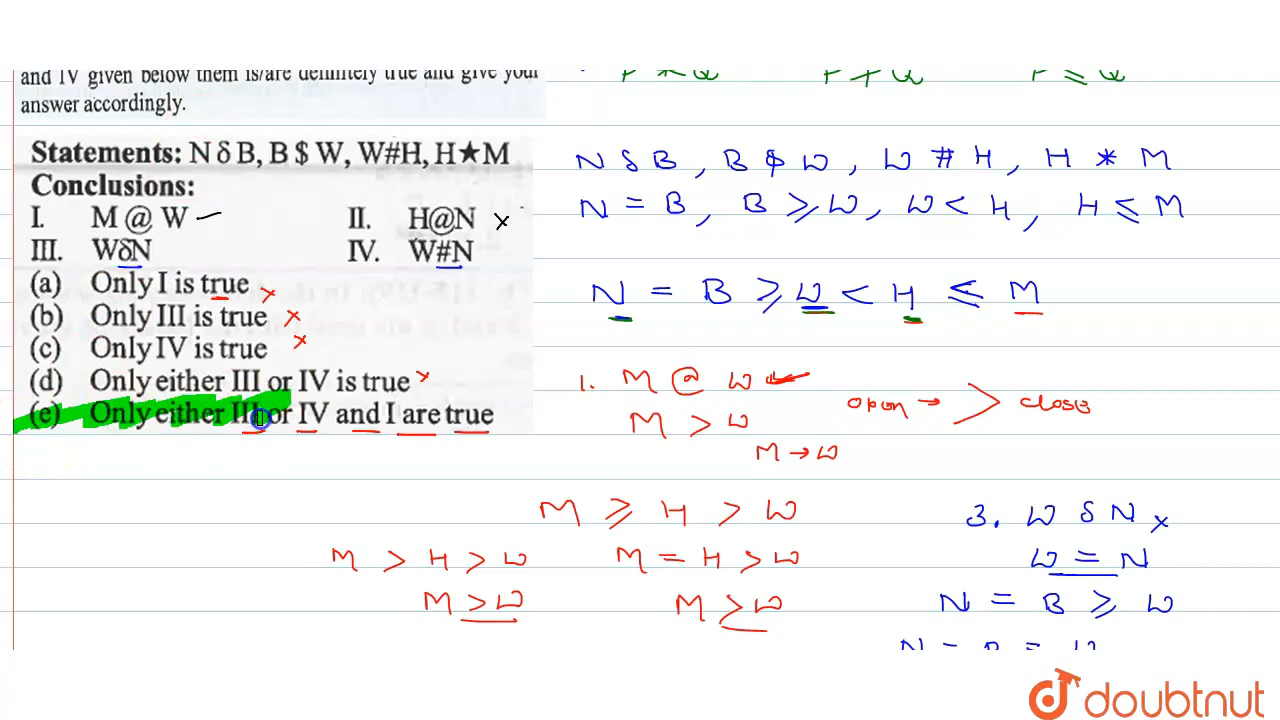 and IV given below them is/are definitely true and give your
answer accordingly.
Statements: N δ B, B $ W, W#H, H★M
Conclusions:
I. M @ W II. H@N ×
III. WδN IV. W#N
(a) Only I is true ×
(b) Only III is true ×
(c) Only IV is true ×
(d) Only either III or IV is true ×
(e) Only either III or IV and I are true
N δ B, B $ W, W # H, H * M
N = B, B ≥ W, W < H, H ≤ M
N = B ≥ W < H ≤ M
1. M @ W ✓
M > W
M → W
open → > close
M ≥ H > W
M > H > W M = H > W
M > W M > W
3. W δ N ×
W = N
N = B ≥ W
N = B = W
doubtnut